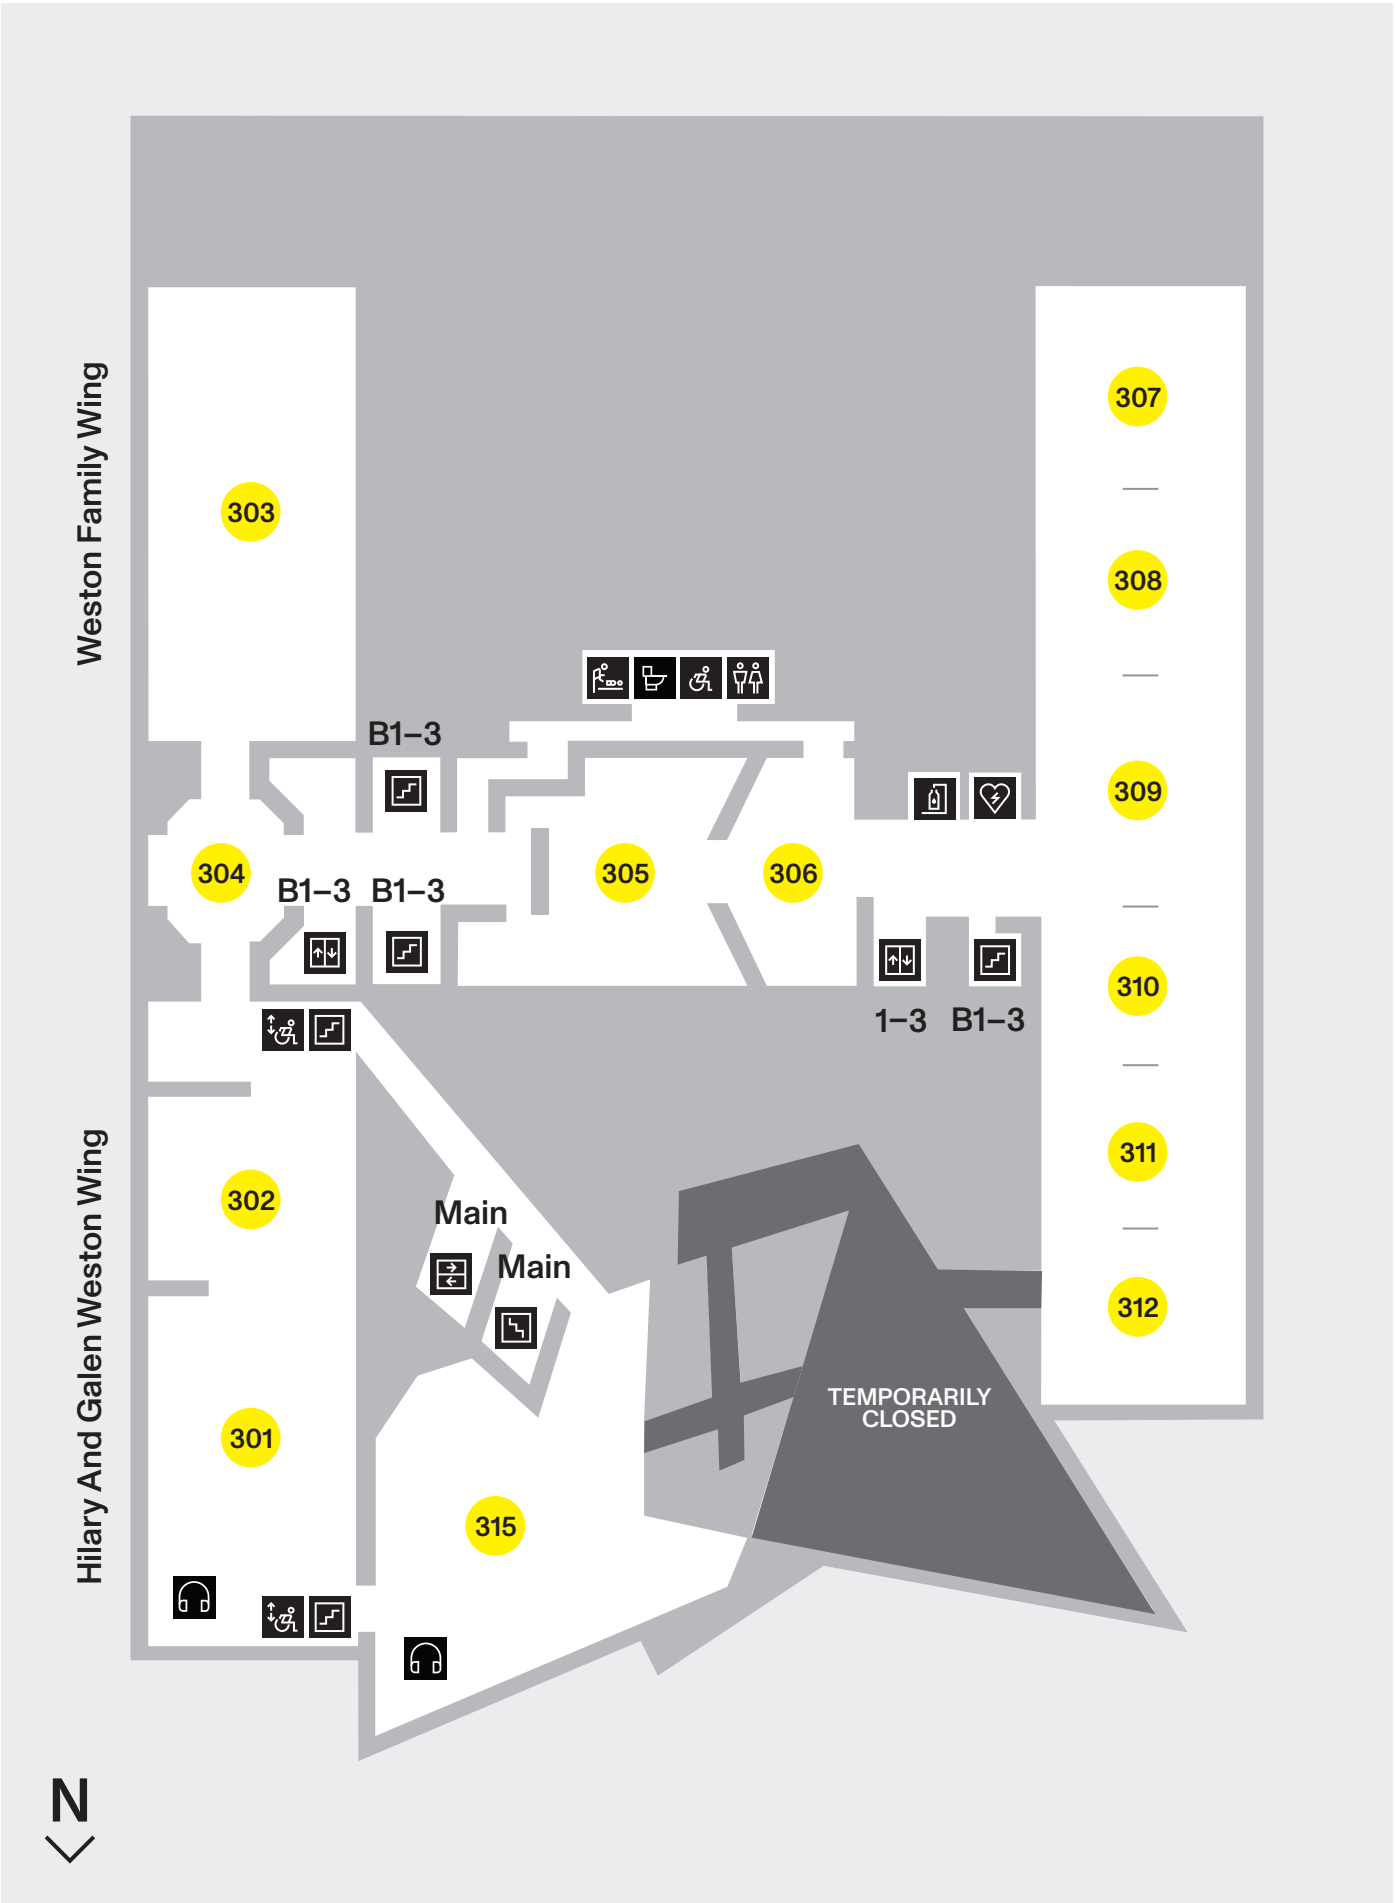 307
Weston Family Wing
303
308
B1–3
309
304
305
306
B1–3
B1–3
310
1–3
B1–3
311
302
Main
Main
312
Hilary And Galen Weston Wing
TEMPORARILY
CLOSED
301
315
N